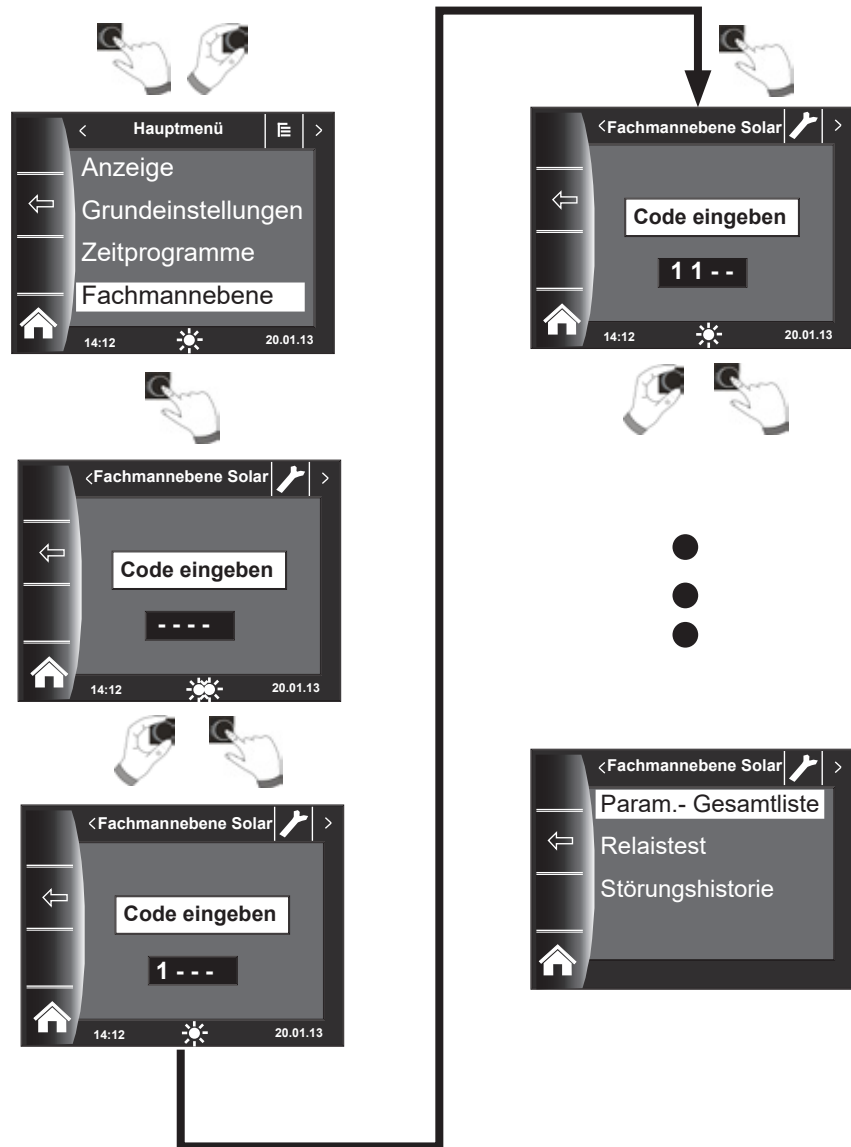 < Hauptmenü >
Anzeige
Grundeinstellungen
Zeitprogramme
Fachmannebene
14:12 20.01.13
<Fachmannebene Solar >
Code eingeben
- - - -
14:12 20.01.13
<Fachmannebene Solar >
Code eingeben
1 - - -
14:12 20.01.13
<Fachmannebene Solar >
Code eingeben
1 1 - -
14:12 20.01.13
<Fachmannebene Solar >
Param.- Gesamtliste
Relaistest
Störungshistorie